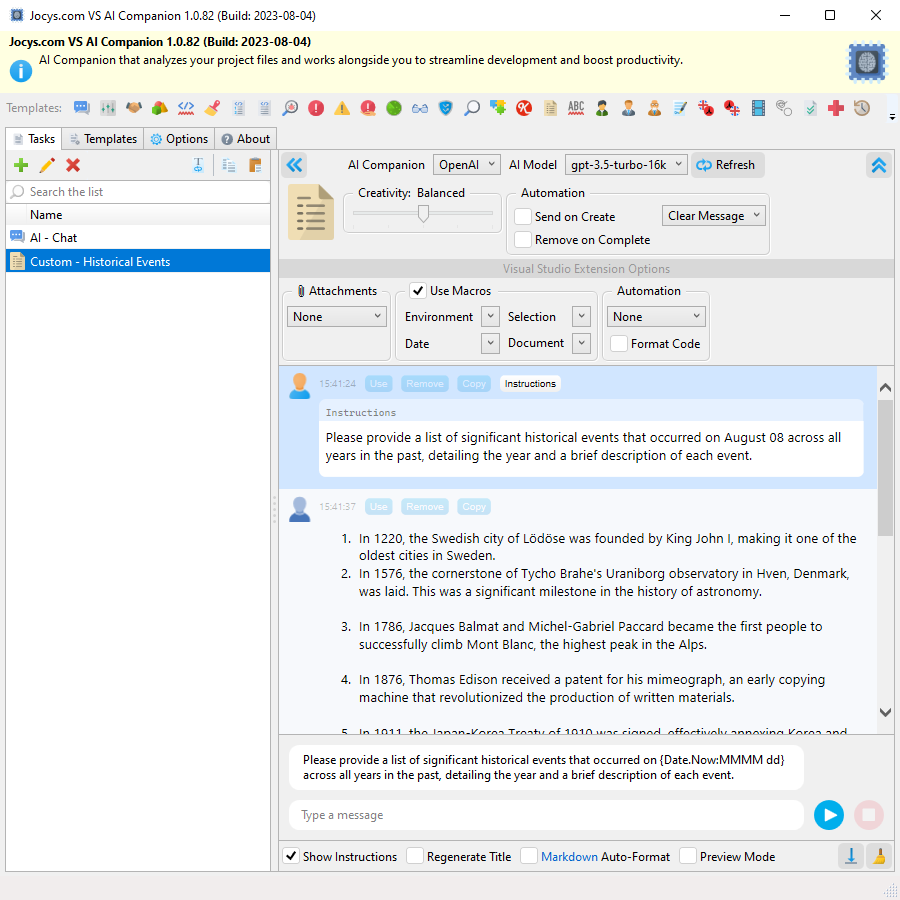 Jocys.com VS AI Companion 1.0.82 (Build: 2023-08-04)
Jocys.com VS AI Companion 1.0.82 (Build: 2023-08-04)
AI Companion that analyzes your project files and works alongside you to streamline development and boost productivity.
Templates:
ABC
Tasks
Templates
Options
About
Search the list
Name
AI - Chat
Custom - Historical Events
AI Companion
OpenAI
AI Model
gpt-3.5-turbo-16k
Refresh
Creativity: Balanced
Automation
Send on Create
Clear Message
Remove on Complete
Visual Studio Extension Options
Attachments
None
Use Macros
Environment
Selection
Date
Document
Automation
None
Format Code
15:41:24
Use
Remove
Copy
Instructions
Instructions
Please provide a list of significant historical events that occurred on August 08 across all
years in the past, detailing the year and a brief description of each event.
15:41:37
Use
Remove
Copy
1. In 1220, the Swedish city of Lödöse was founded by King John I, making it one of the
oldest cities in Sweden.
2. In 1576, the cornerstone of Tycho Brahe's Uraniborg observatory in Hven, Denmark,
was laid. This was a significant milestone in the history of astronomy.
3. In 1786, Jacques Balmat and Michel-Gabriel Paccard became the first people to
successfully climb Mont Blanc, the highest peak in the Alps.
4. In 1876, Thomas Edison received a patent for his mimeograph, an early copying
machine that revolutionized the production of written materials.
5. In 1911, the Japan-Korea Treaty of 1910 was signed, effectively annexing Korea and
Please provide a list of significant historical events that occurred on {Date.Now:MMMM dd}
across all years in the past, detailing the year and a brief description of each event.
Type a message
Show Instructions
Regenerate Title
Markdown Auto-Format
Preview Mode